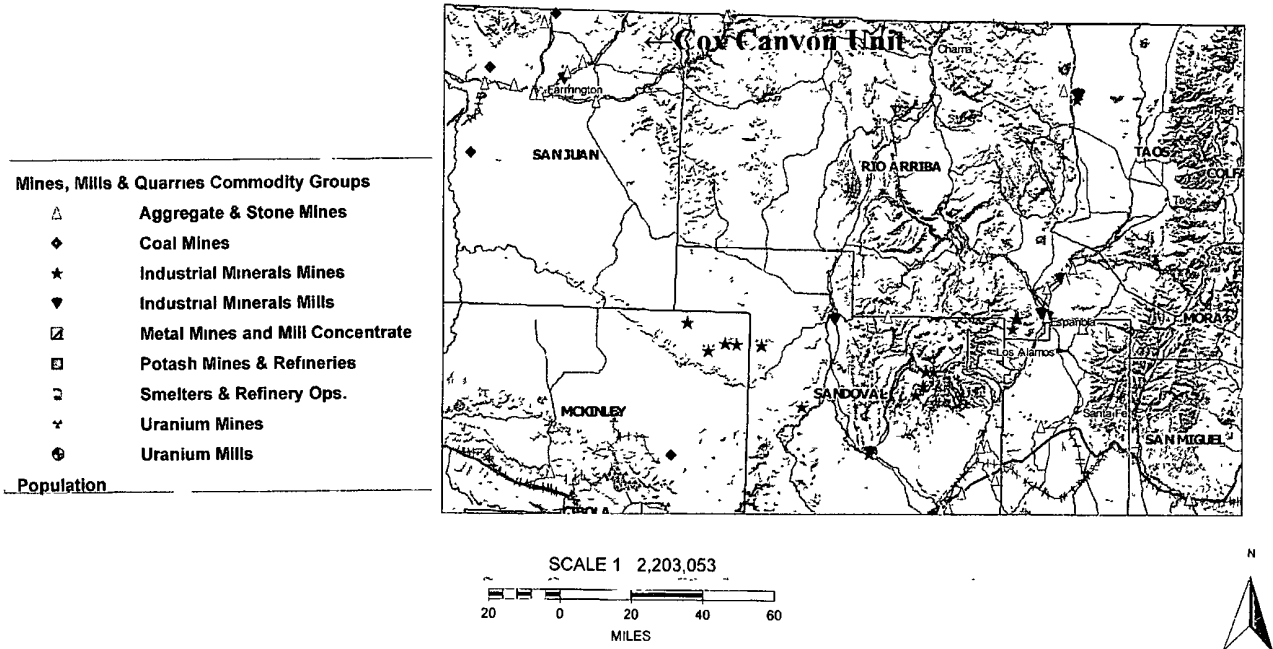 ←Cox Canyon Unit
Chama
Farmington
Red R
SAN JUAN
TAOS
RIO ARRIBA
COLFA
Taos
Mines, Mills & Quarries Commodity Groups
Aggregate & Stone Mines
Coal Mines
Industrial Minerals Mines
Industrial Minerals Mills
Metal Mines and Mill Concentrate
Potash Mines & Refineries
Smelters & Refinery Ops.
Uranium Mines
Uranium Mills
Population
MORA
Espanola
Los Alamos
SANDOVAL
MCKINLEY
Santa Fe
SAN MIGUEL
CIBOLA
SCALE 1 2,203,053
20 0 20 40 60
MILES
N